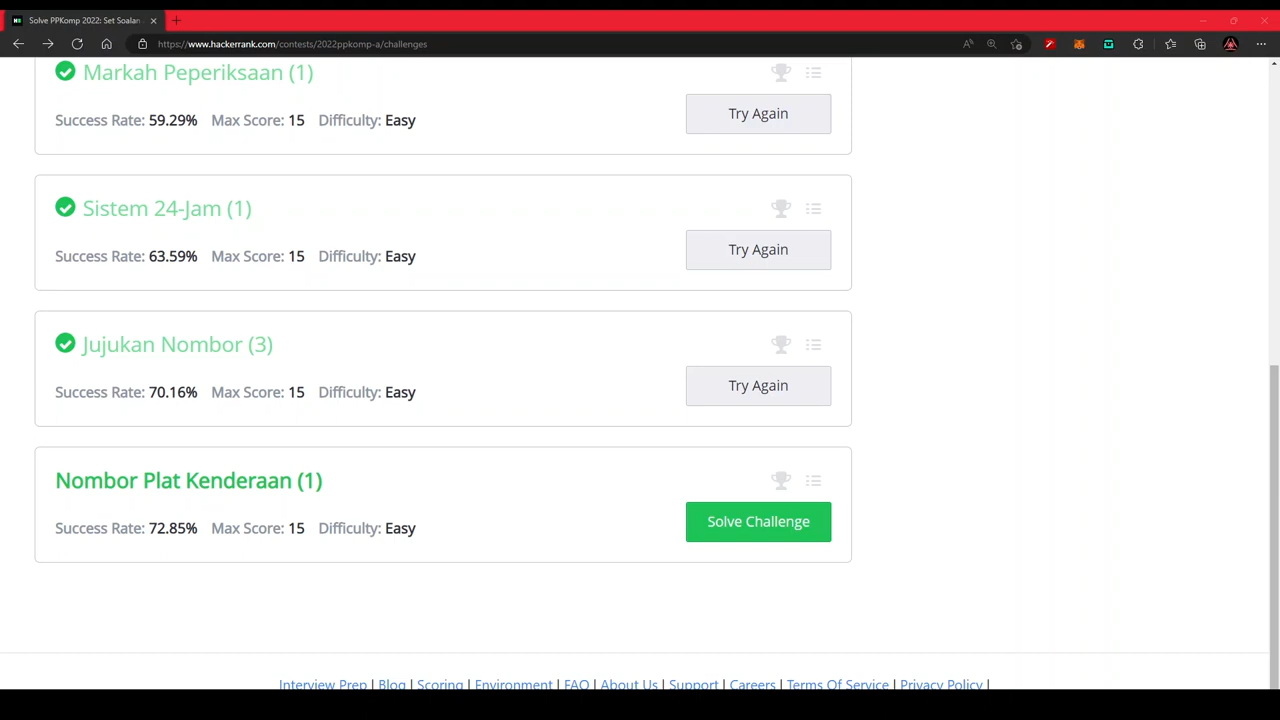 Solve PPKomp 2022: Set Soalan
https://www.hackerrank.com/contests/2022ppkomp-a/challenges
Markah Peperiksaan (1)
Success Rate: 59.29% Max Score: 15 Difficulty: Easy
Try Again
Sistem 24-Jam (1)
Success Rate: 63.59% Max Score: 15 Difficulty: Easy
Try Again
Jujukan Nombor (3)
Success Rate: 70.16% Max Score: 15 Difficulty: Easy
Try Again
Nombor Plat Kenderaan (1)
Success Rate: 72.85% Max Score: 15 Difficulty: Easy
Solve Challenge
Interview Prep | Blog | Scoring | Environment | FAQ | About Us | Support | Careers | Terms Of Service | Privacy Policy |